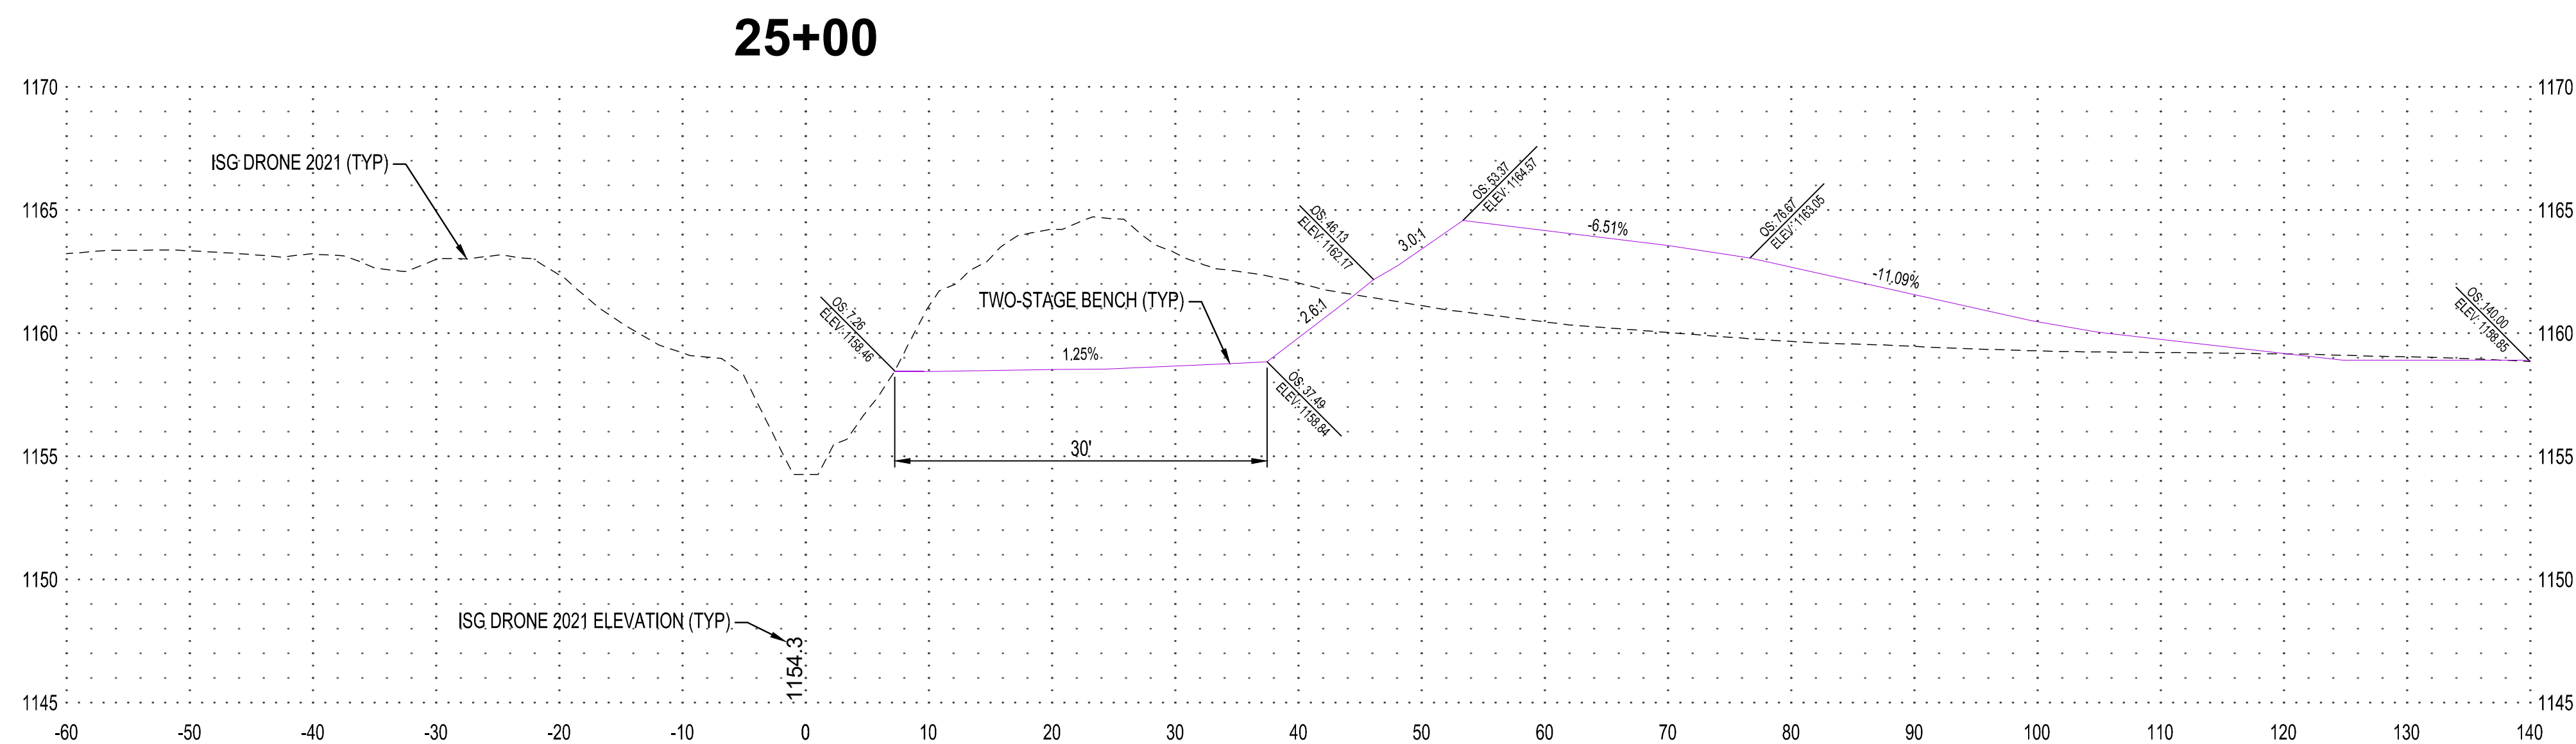 25+00
1170
1170
ISG DRONE 2021 (TYP)
OS: 53.37
ELEV: 1164.57
OS: 46.13
ELEV: 1162.17
OS: 76.67
ELEV: 1163.05
1165
1165
-6.51%
3.0:1
-11.09%
TWO-STAGE BENCH (TYP)
OS: 7.26
ELEV: 1158.46
2.6:1
OS: 140.00
ELEV: 1158.85
1160
1160
1.25%
OS: 37.49
ELEV: 1158.84
30'
1155
1155
1150
1150
ISG DRONE 2021 ELEVATION (TYP)
1154.3
1145
1145
-60 -50 -40 -30 -20 -10 0 10 20 30 40 50 60 70 80 90 100 110 120 130 140